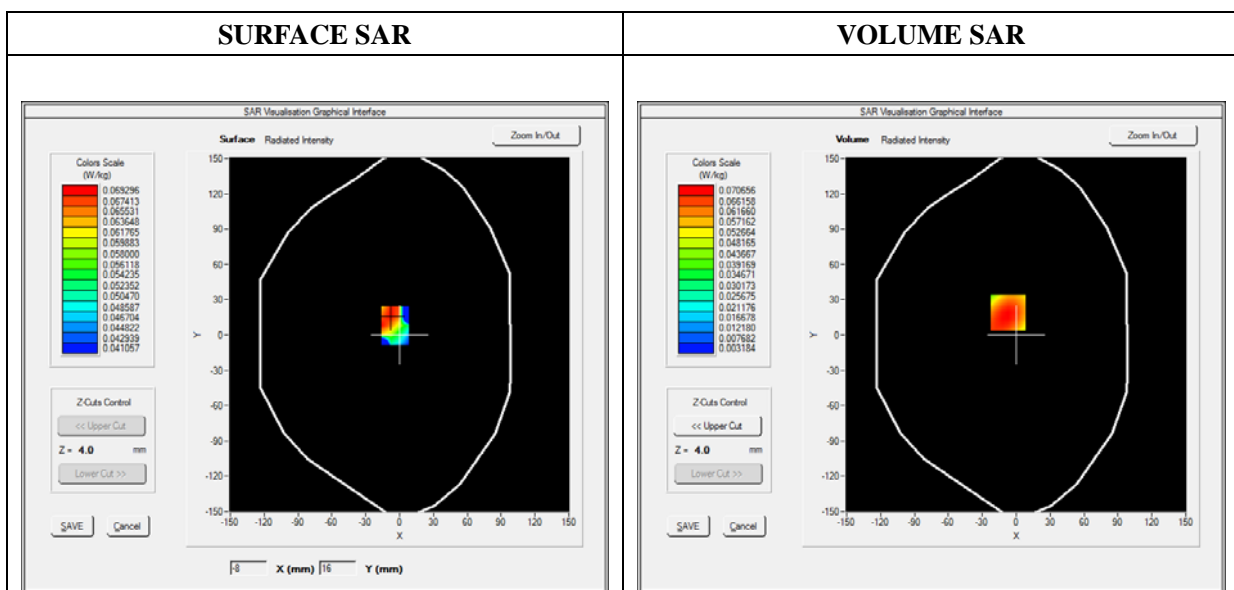 SURFACE SAR
SAR Visualisation Graphical Interface
Surface Radiated Intensity
Zoom In/Out
Colors Scale
(W/kg)
0.069296
0.067413
0.065531
0.063648
0.061765
0.059883
0.058000
0.056118
0.054235
0.052352
0.050470
0.048587
0.046704
0.044822
0.042939
0.041057
Z-Cuts Control
<< Upper Cut
Z = 4.0 mm
Lower Cut >>
SAVE Cancel
150
120
90
60
30
0
-30
-60
-90
-120
-150
Y
-150 -120 -90 -60 -30 0 30 60 90 120 150
X
-8 X (mm) 16 Y (mm)
VOLUME SAR
SAR Visualisation Graphical Interface
Volume Radiated Intensity
Zoom In/Out
Colors Scale
(W/kg)
0.070656
0.066158
0.061660
0.057162
0.052664
0.048165
0.043667
0.039169
0.034671
0.030173
0.025675
0.021176
0.016678
0.012180
0.007682
0.003184
Z-Cuts Control
<< Upper Cut
Z = 4.0 mm
Lower Cut >>
SAVE Cancel
150
120
90
60
30
0
-30
-60
-90
-120
-150
Y
-150 -120 -90 -60 -30 0 30 60 90 120 150
X